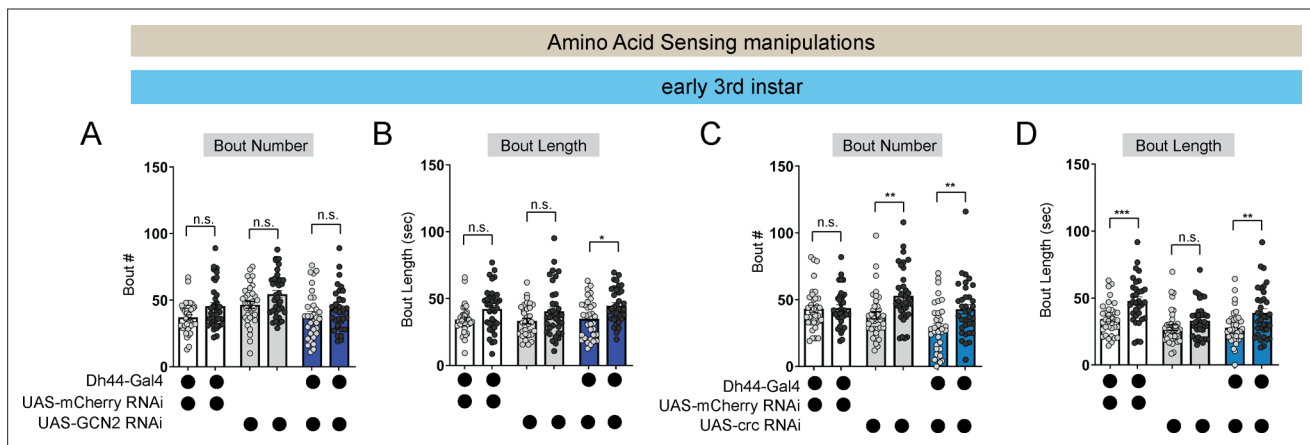 Amino Acid Sensing manipulations
early 3rd instar
A
Bout Number
150
100
50
0
Bout #
n.s.
n.s.
n.s.
B
Bout Length
150
100
50
0
Bout Length (sec)
n.s.
n.s.
*
C
Bout Number
150
100
50
0
Bout #
n.s.
**
**
D
Bout Length
150
100
50
0
Bout Length (sec)
***
n.s.
**
Dh44-Gal4
UAS-mCherry RNAi
UAS-GCN2 RNAi
Dh44-Gal4
UAS-mCherry RNAi
UAS-crc RNAi